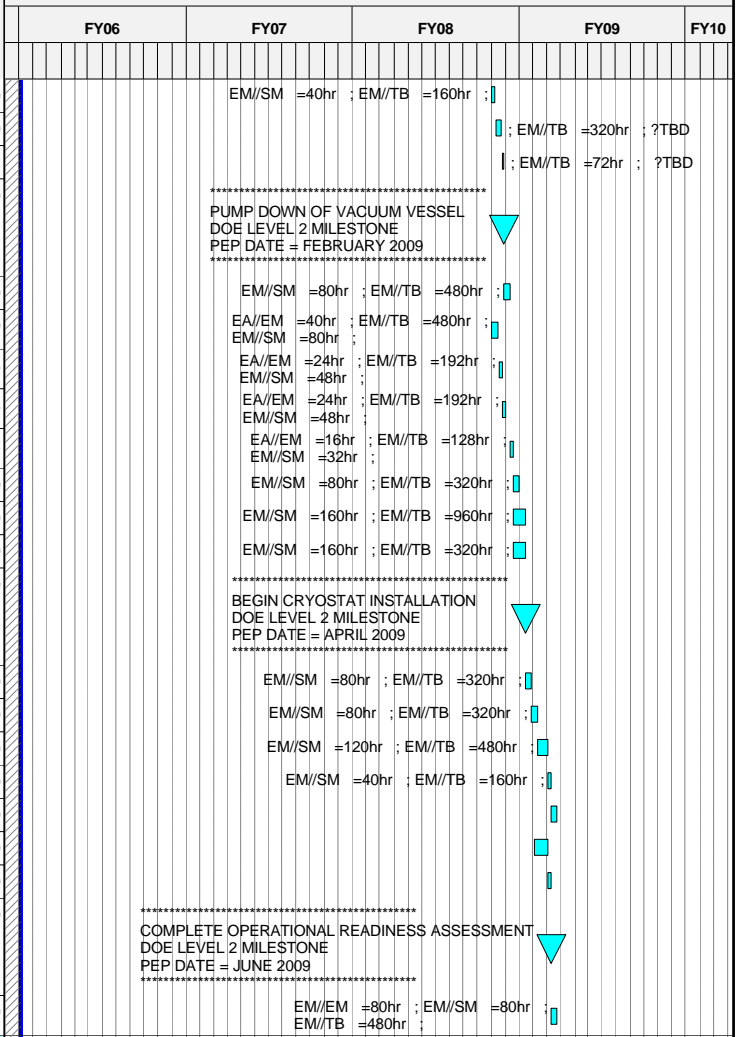 FY06 FY07 FY08 FY09 FY10
EM//SM =40hr ; EM//TB =160hr ;
; EM//TB =320hr ; ?TBD
; EM//TB =72hr ; ?TBD
************************************************
PUMP DOWN OF VACUUM VESSEL
DOE LEVEL 2 MILESTONE
PEP DATE = FEBRUARY 2009
************************************************
EM//SM =80hr ; EM//TB =480hr ;
EA//EM =40hr ; EM//TB =480hr ;
EM//SM =80hr ;
EA//EM =24hr ; EM//TB =192hr ;
EM//SM =48hr ;
EA//EM =24hr ; EM//TB =192hr ;
EM//SM =48hr ;
EA//EM =16hr ; EM//TB =128hr ;
EM//SM =32hr ;
EM//SM =80hr ; EM//TB =320hr ;
EM//SM =160hr ; EM//TB =960hr ;
EM//SM =160hr ; EM//TB =320hr ;
************************************************
BEGIN CRYOSTAT INSTALLATION
DOE LEVEL 2 MILESTONE
PEP DATE = APRIL 2009
************************************************
EM//SM =80hr ; EM//TB =320hr ;
EM//SM =80hr ; EM//TB =320hr ;
EM//SM =120hr ; EM//TB =480hr ;
EM//SM =40hr ; EM//TB =160hr ;
************************************************
COMPLETE OPERATIONAL READINESS ASSESSMENT
DOE LEVEL 2 MILESTONE
PEP DATE = JUNE 2009
************************************************
EM//EM =80hr ; EM//SM =80hr ;
EM//TB =480hr ;